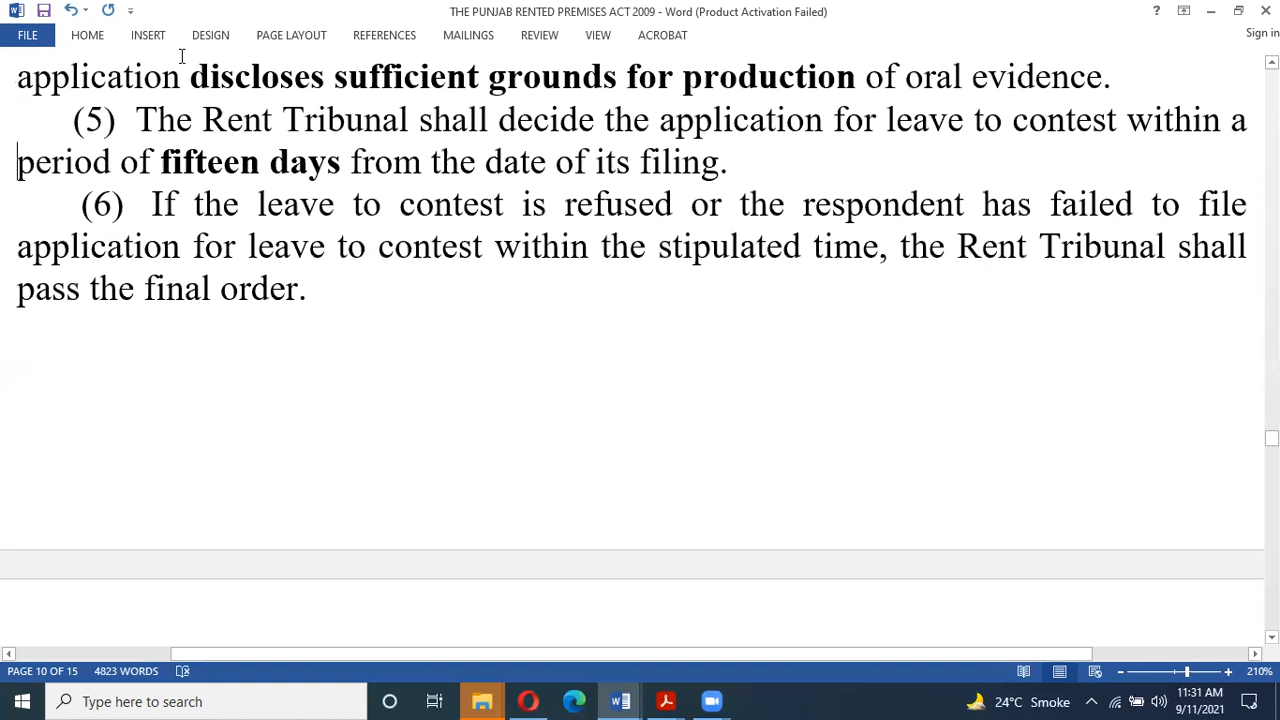 THE PUNJAB RENTED PREMISES ACT 2009 - Word (Product Activation Failed)
FILE HOME INSERT DESIGN PAGE LAYOUT REFERENCES MAILINGS REVIEW VIEW ACROBAT Sign in
application discloses sufficient grounds for production of oral evidence.
(5) The Rent Tribunal shall decide the application for leave to contest within a
period of fifteen days from the date of its filing.
(6) If the leave to contest is refused or the respondent has failed to file
application for leave to contest within the stipulated time, the Rent Tribunal shall
pass the final order.
PAGE 10 OF 15 4823 WORDS 210%
Type here to search 24°C Smoke 11:31 AM
9/11/2021